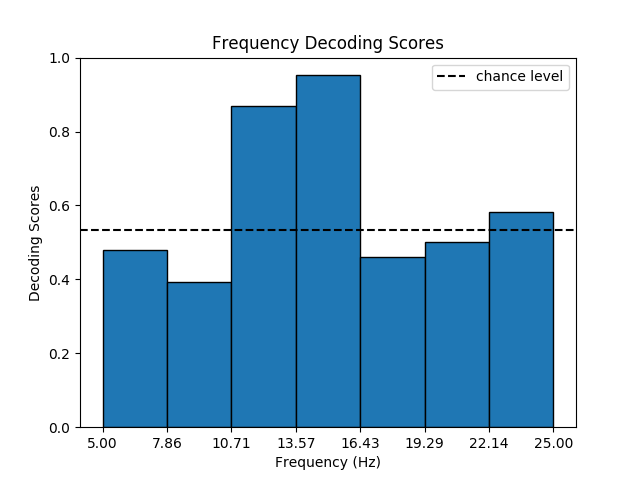 Frequency Decoding Scores
chance level
Decoding Scores
1.0
0.8
0.6
0.4
0.2
0.0
5.00 7.86 10.71 13.57 16.43 19.29 22.14 25.00
Frequency (Hz)